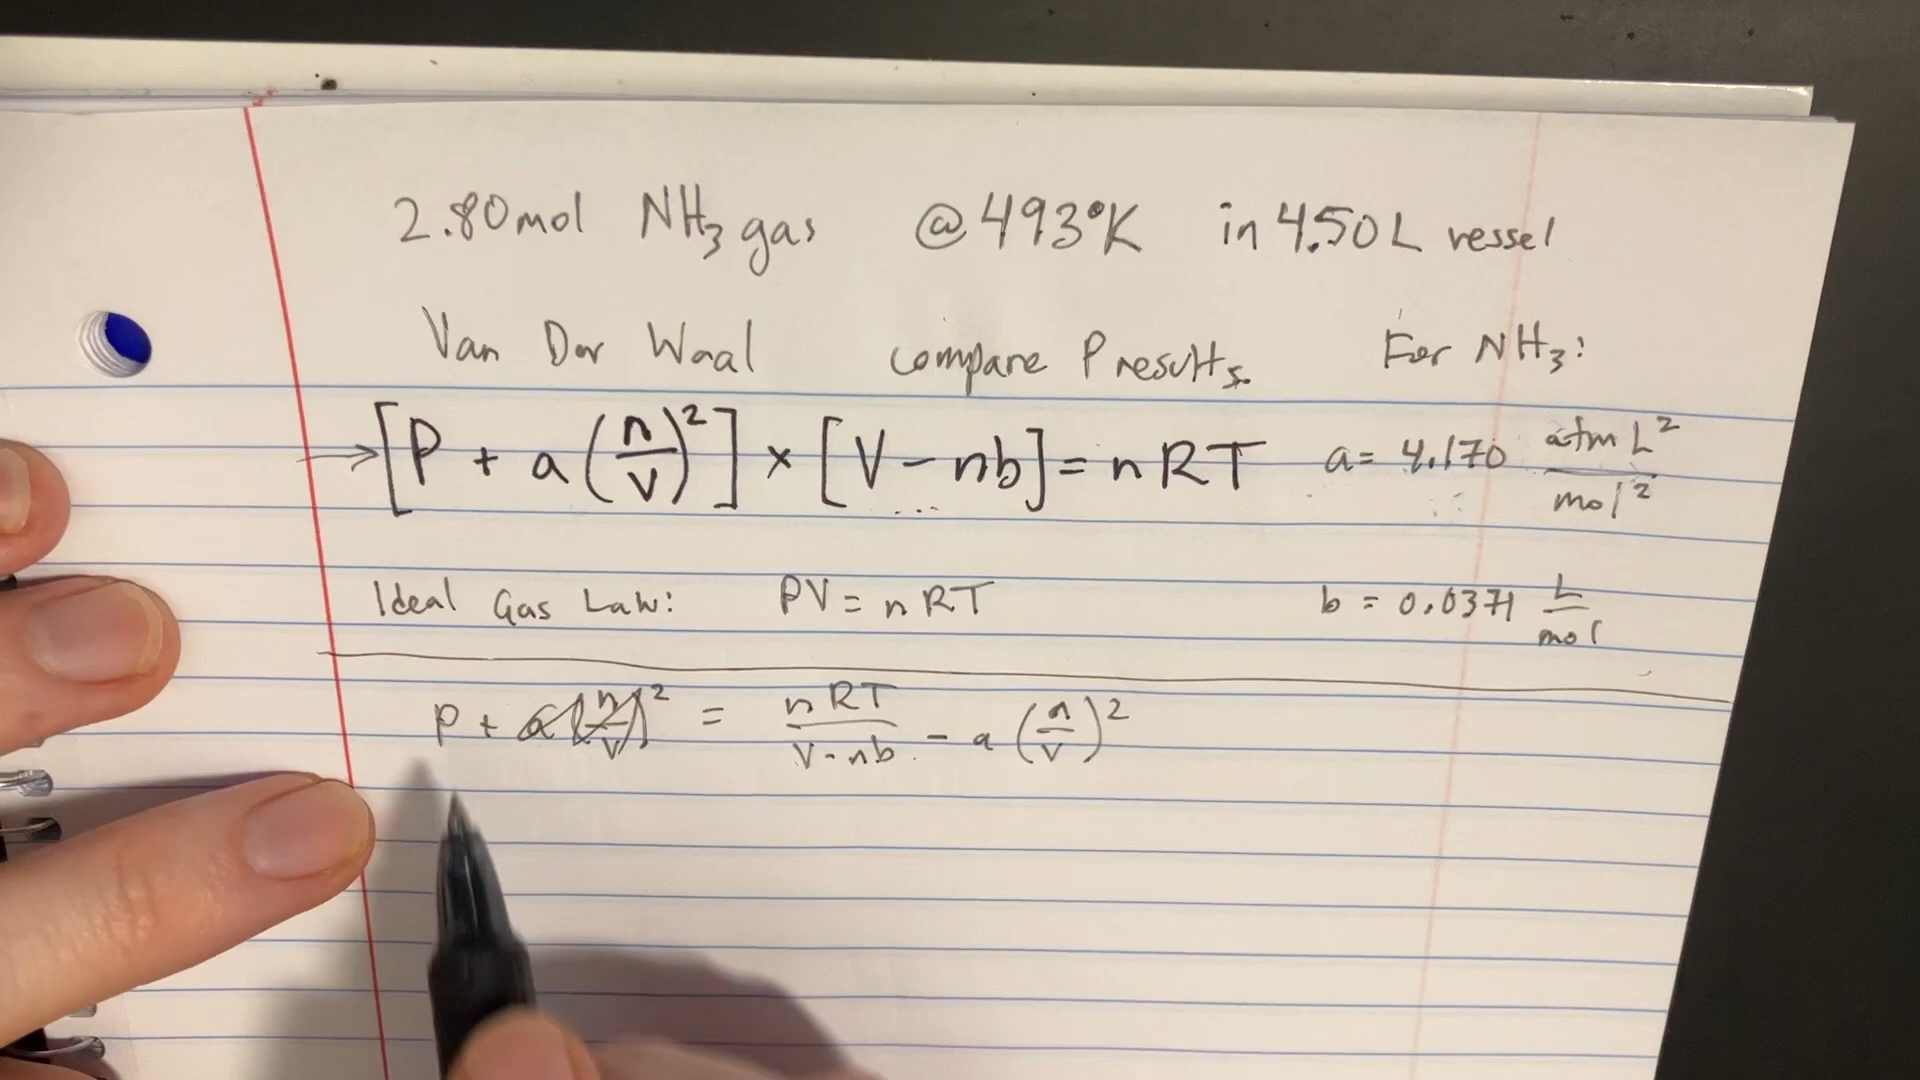 2.80mol NH₃ gas @ 493°K in 4.50L vessel
Van Der Waal compare P results. For NH₃:
→ [P + a(n/V)²] × [V - nb] = nRT a = 4.170 atm L²/mol²
Ideal Gas Law: PV = nRT b = 0.0371 L/mol
P + a(n/V)² = nRT/(V - nb) - a(n/V)²